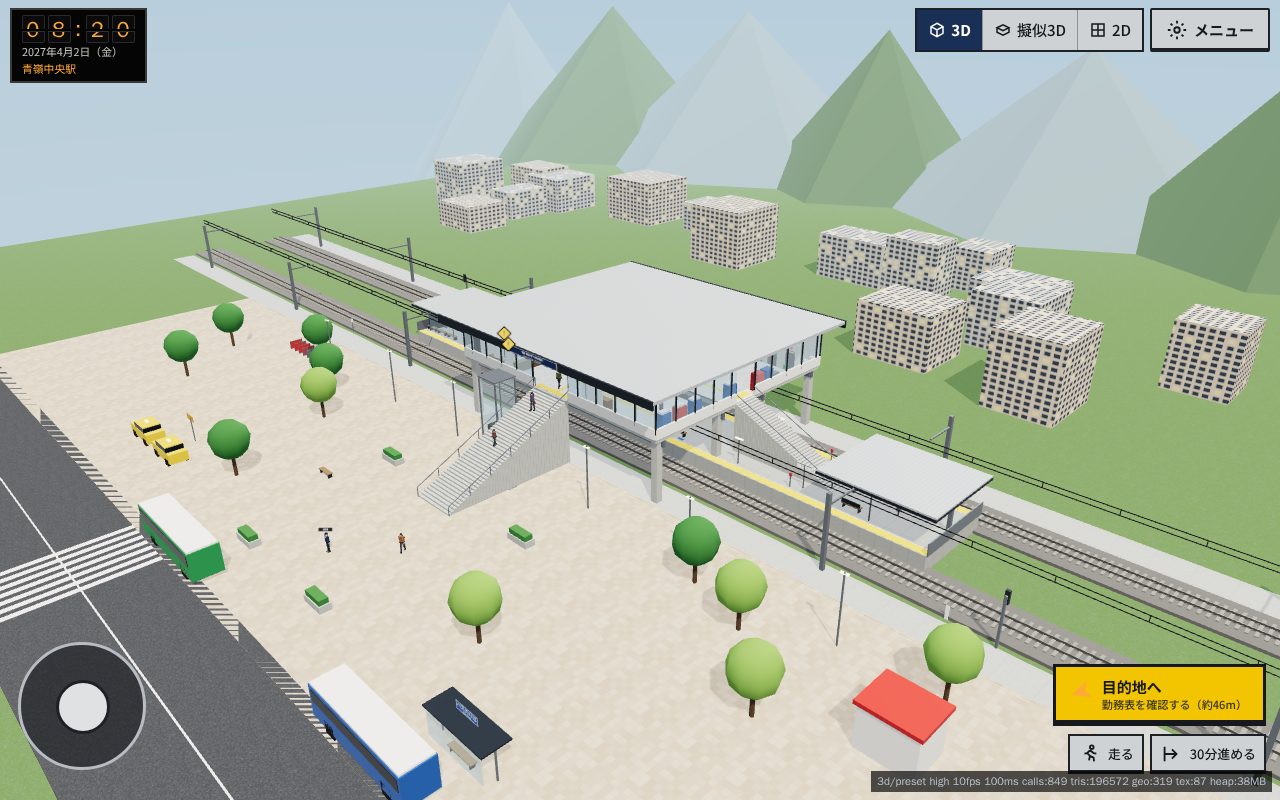 08:20
2027年4月2日（金）
青嶺中央駅
3D
擬似3D
2D
メニュー
目的地へ
勤務表を確認する（約46m）
走る
30分進める
3d/preset high 10fps 100ms calls:849 tris:196572 geo:319 tex:87 heap:38MB